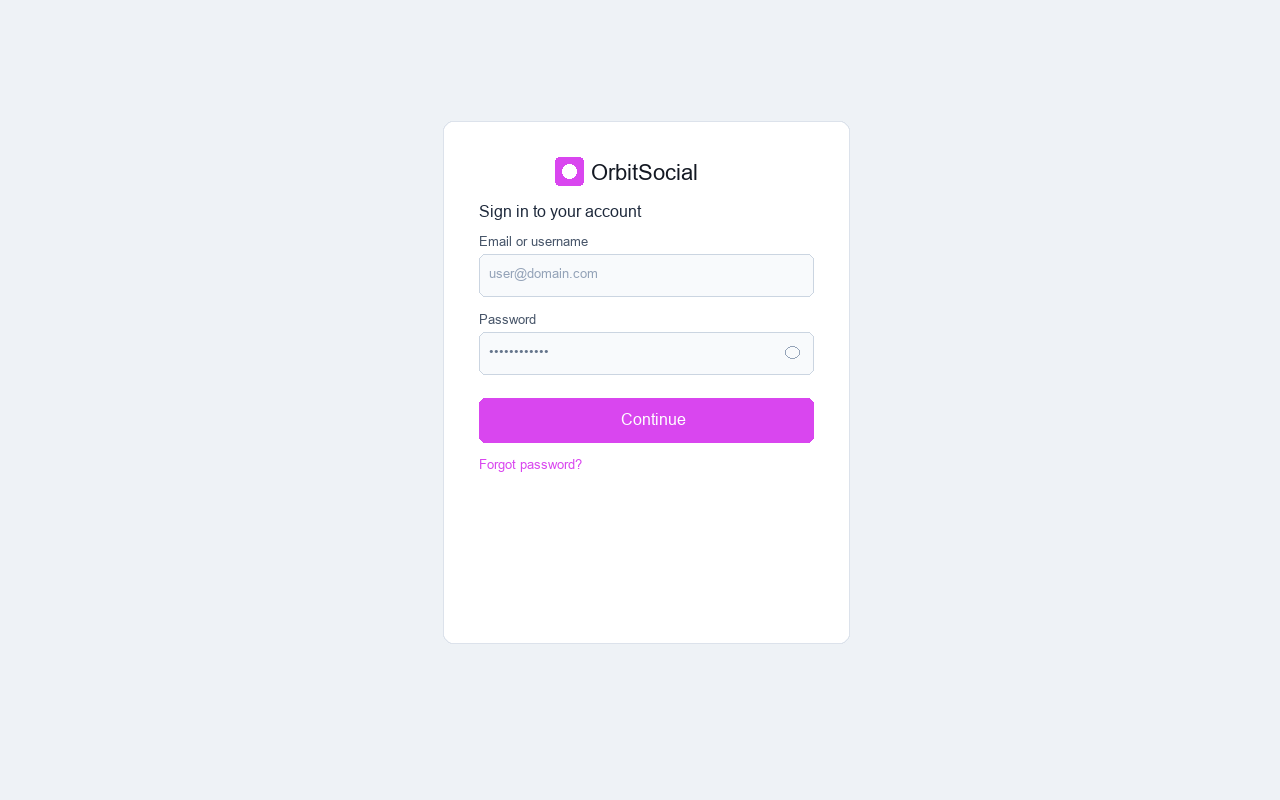 OrbitSocial
Sign in to your account
Email or username
user@domain.com
Password
••••••••••••
Continue
Forgot password?